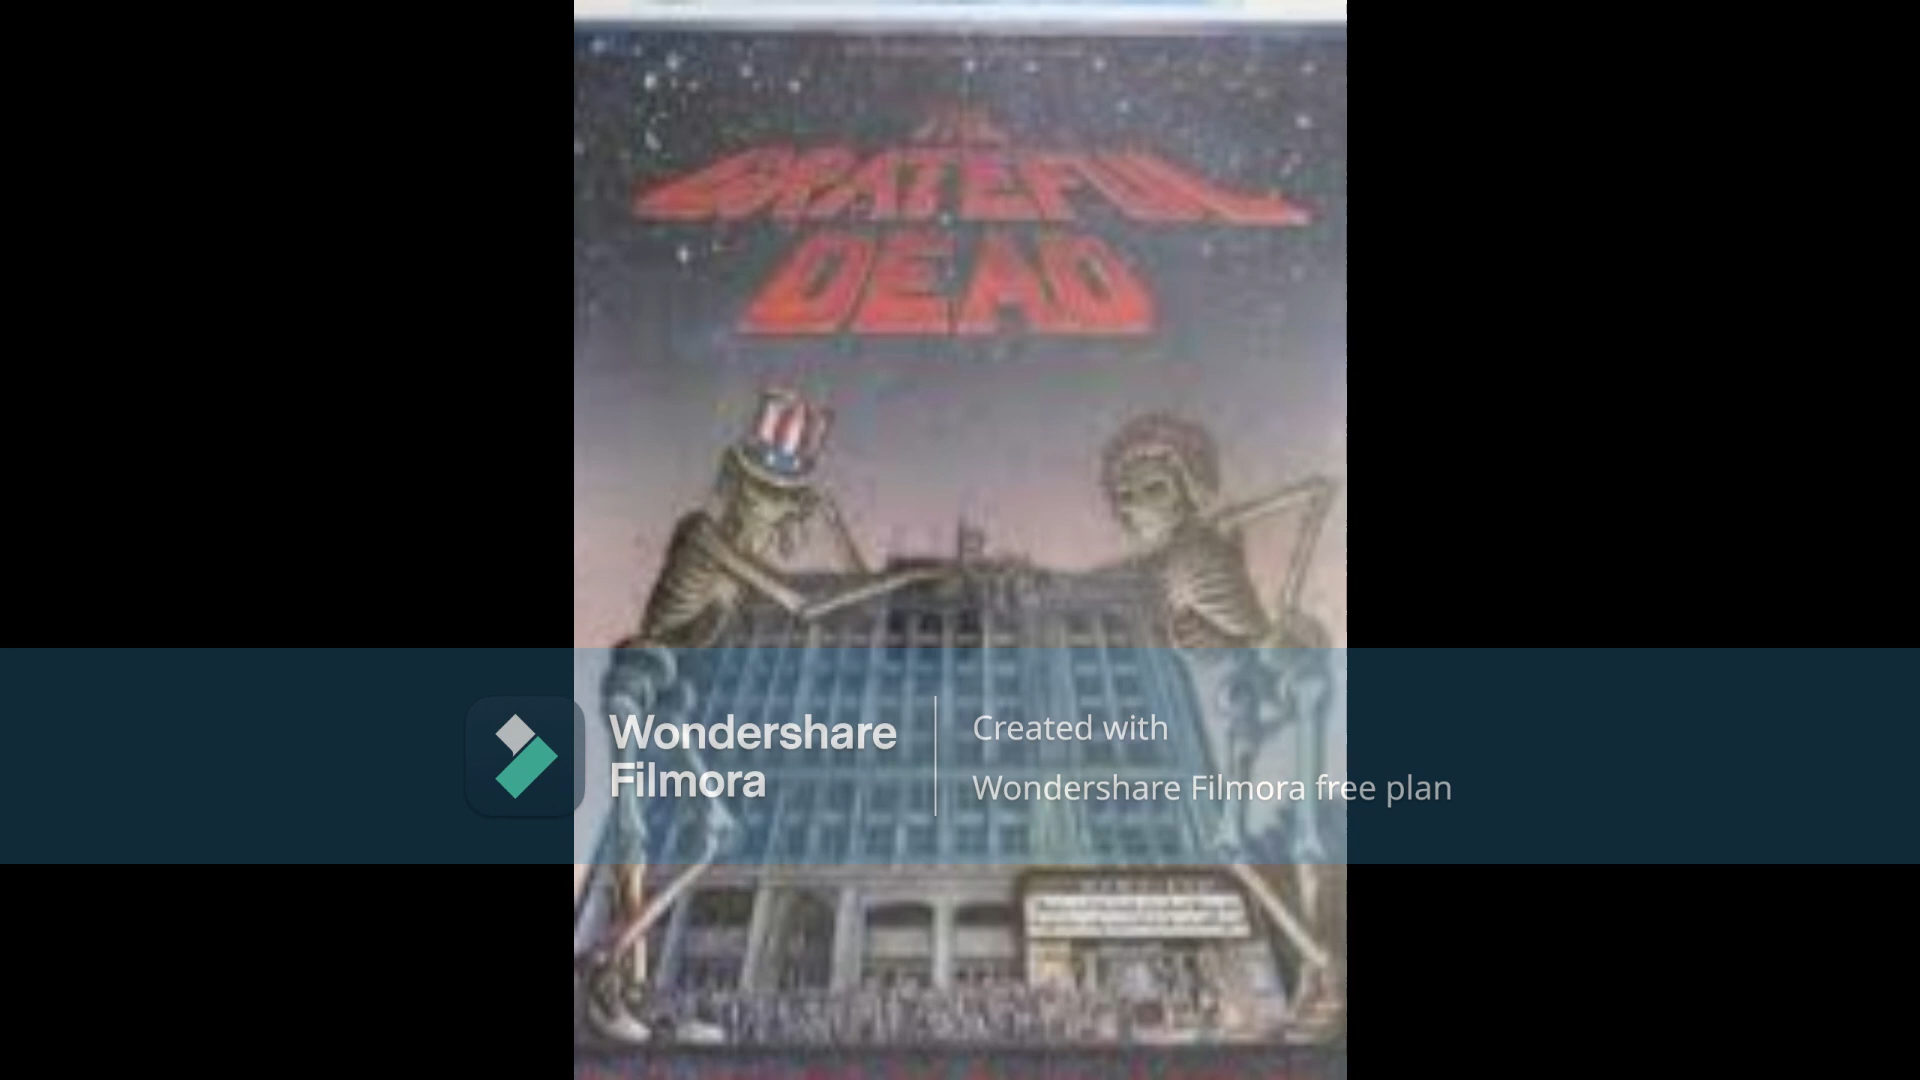 THE
GRATEFUL
DEAD
Wondershare
Filmora
Created with
Wondershare Filmora free plan